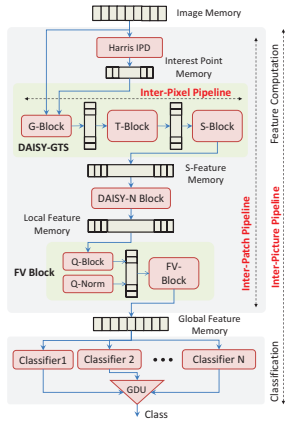 Image Memory
Harris IPD
Interest Point
Memory
Inter-Pixel Pipeline
G-Block
T-Block
S-Block
DAISY-GTS
S-Feature
Memory
DAISY-N Block
Local Feature
Memory
Q-Block
FV Block
Q-Norm
FV-
Block
Global Feature
Memory
Classifier1
Classifier 2
Classifier N
GDU
Class
Inter-Patch Pipeline
Feature Computation
Inter-Picture Pipeline
Classification